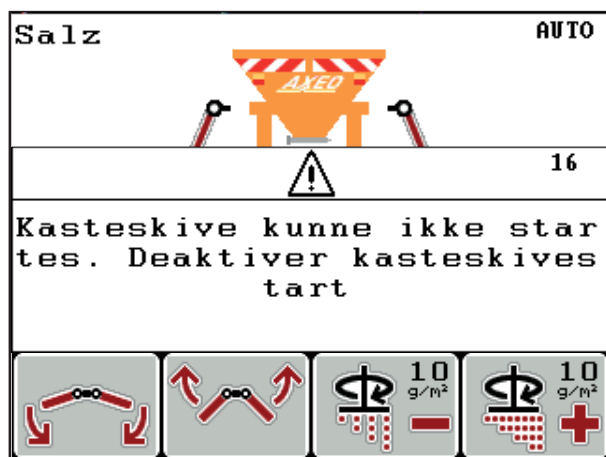 Salz
AUTO
AXEO
16
Kasteskive kunne ikke star
tes. Deaktiver kasteskives
tart
10
g/m²
10
g/m²